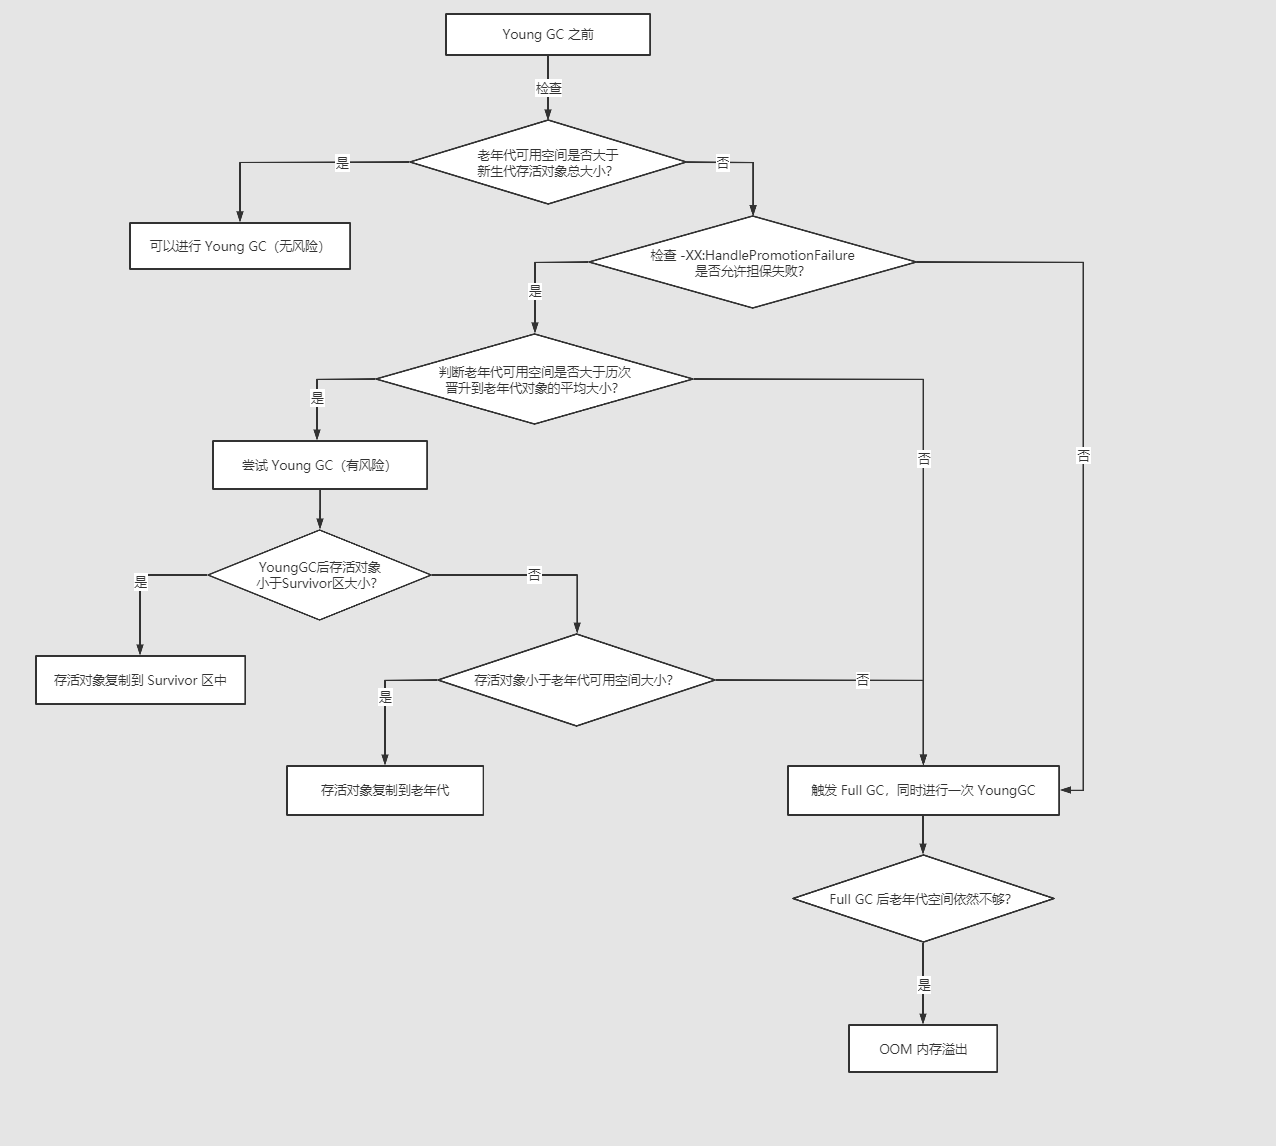 Young GC 之前
检查
老年代可用空间是否大于
新生代存活对象总大小？
是
否
可以进行 Young GC（无风险）
检查 -XX:HandlePromotionFailure
是否允许担保失败？
是
判断老年代可用空间是否大于历次
晋升到老年代对象的平均大小？
是
否
否
尝试 Young GC（有风险）
YoungGC后存活对象
小于Survivor区大小？
是
否
存活对象复制到 Survivor 区中
存活对象小于老年代可用空间大小？
是
否
存活对象复制到老年代
触发 Full GC，同时进行一次 YoungGC
Full GC 后老年代空间依然不够？
是
OOM 内存溢出